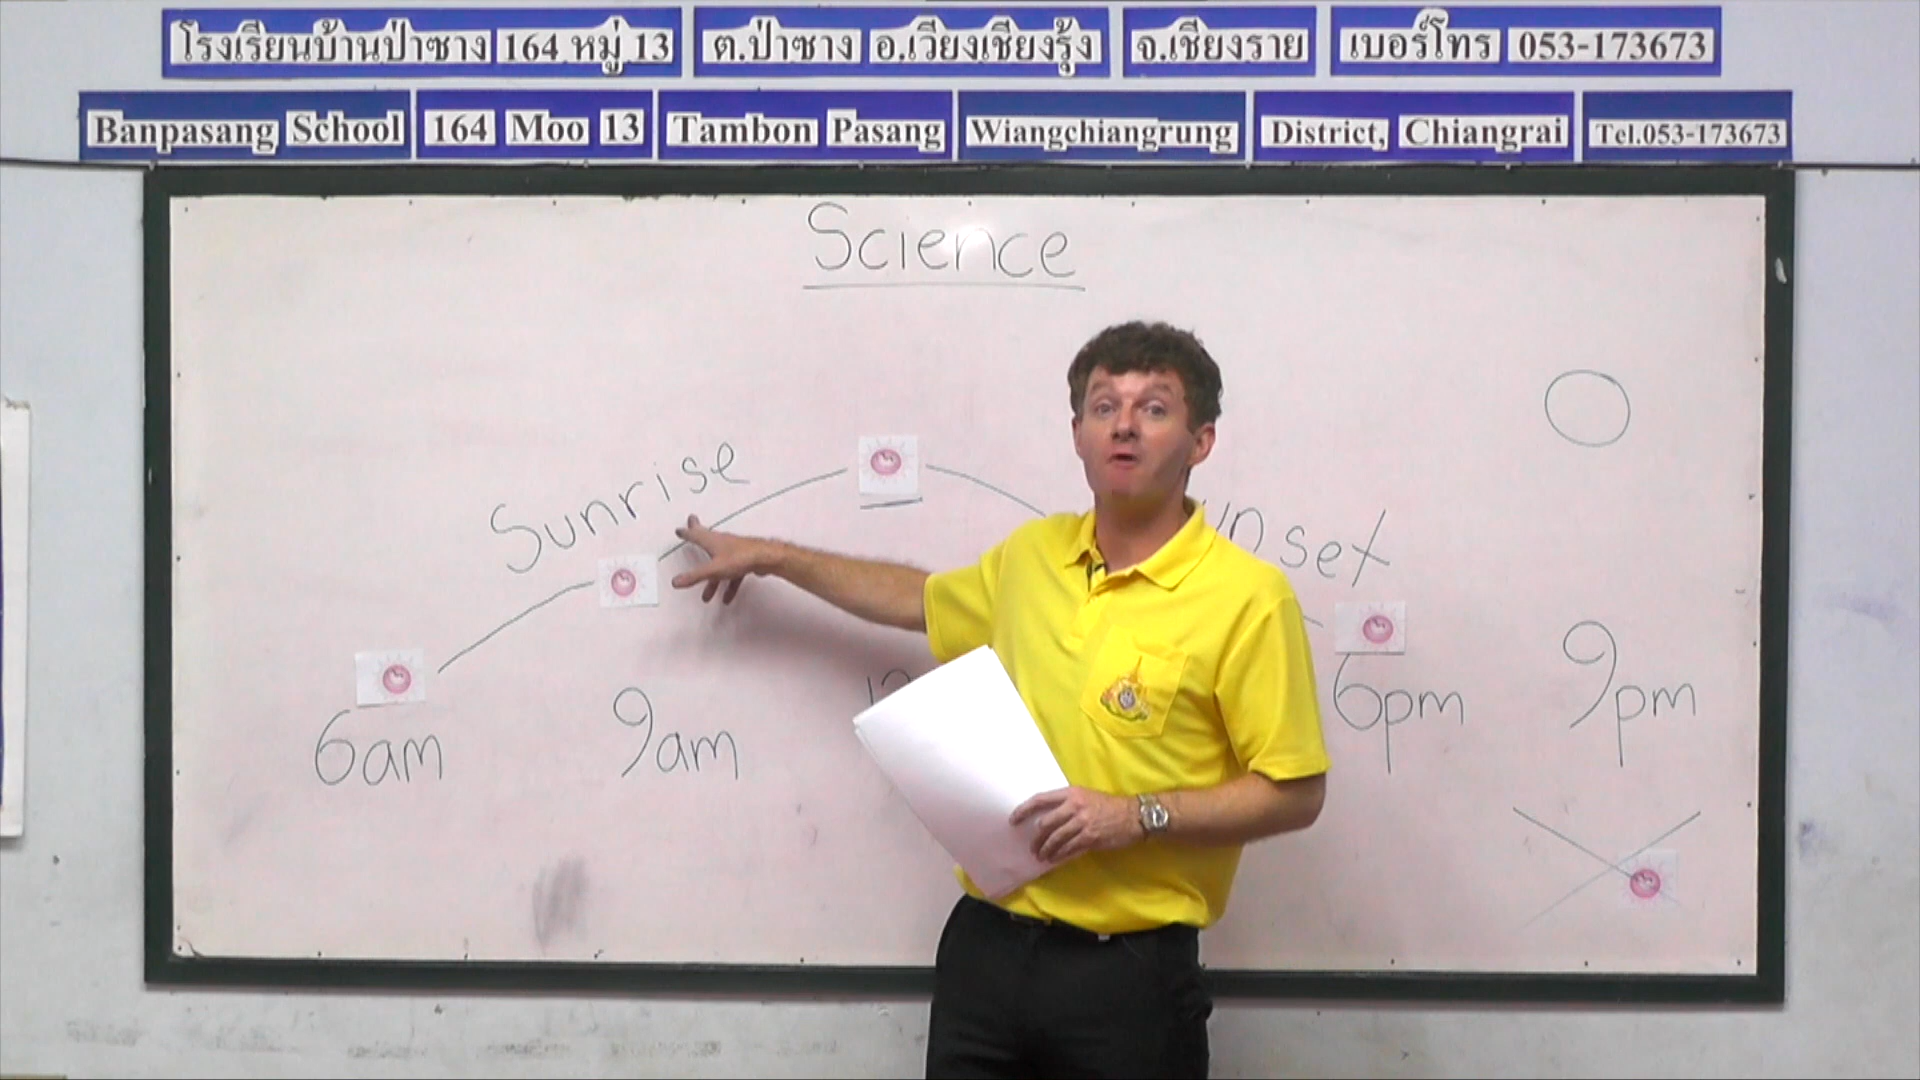 โรงเรียนบ้านป่าซาง 164 หมู่ 13 ต.ป่าซาง อ.เวียงเชียงรุ้ง จ.เชียงราย เบอร์โทร 053-173673
Banpasang School 164 Moo 13 Tambon Pasang Wiangchiangrung District, Chiangrai Tel.053-173673
Science
Sunrise
6am 9am 6pm 9pm